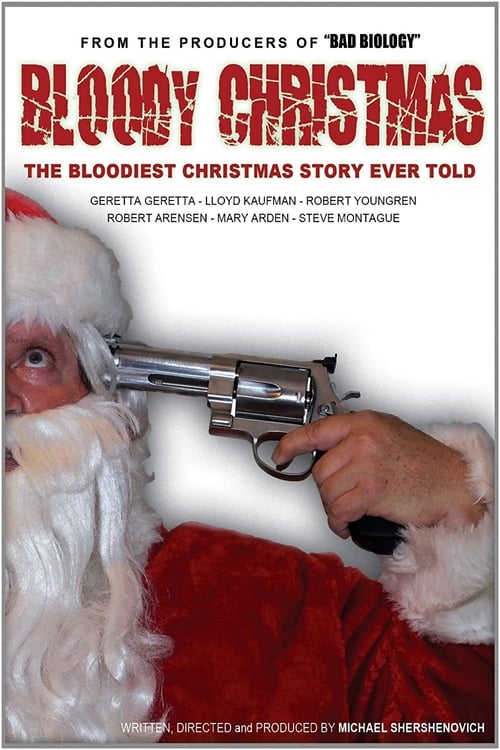 FROM THE PRODUCERS OF "BAD BIOLOGY"
BLOODY CHRISTMAS
THE BLOODIEST CHRISTMAS STORY EVER TOLD
GERETTA GERETTA - LLOYD KAUFMAN - ROBERT YOUNGREN
ROBERT ARENSEN - MARY ARDEN - STEVE MONTAGUE
WRITTEN, DIRECTED and PRODUCED BY MICHAEL SHERSHENOVICH